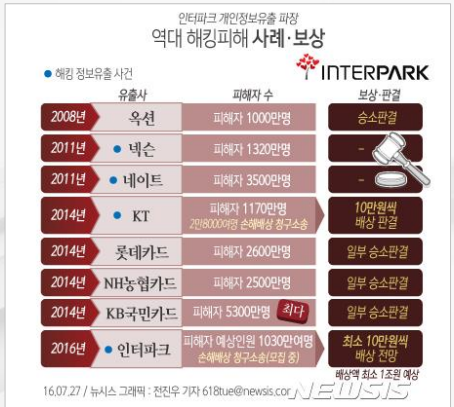 인터파크 개인정보유출 파장
역대 해킹피해 사례·보상
● 해킹 정보유출 사건
INTERPARK
유출사 피해자 수 보상·판결
2008년 옥션 피해자 1000만명 승소판결
2011년 ● 넥슨 피해자 1320만명 -
2011년 ● 네이트 피해자 3500만명 -
2014년 ● KT 피해자 1170만명 10만원씩
2만8000여명 손해배상 청구소송 배상 판결
2014년 롯데카드 피해자 2600만명 일부 승소판결
2014년 NH농협카드 피해자 2500만명 일부 승소판결
2014년 KB국민카드 피해자 5300만명 최다 일부 승소판결
2016년 ● 인터파크 피해자 예상인원 1030만여명 최소 10만원씩
손해배상 청구소송(모집 중) 배상 전망
배상액 최소 1조원 예상
16.07.27 / 뉴시스 그래픽 : 전진우 기자 618tue@newsis.com
NEWSIS